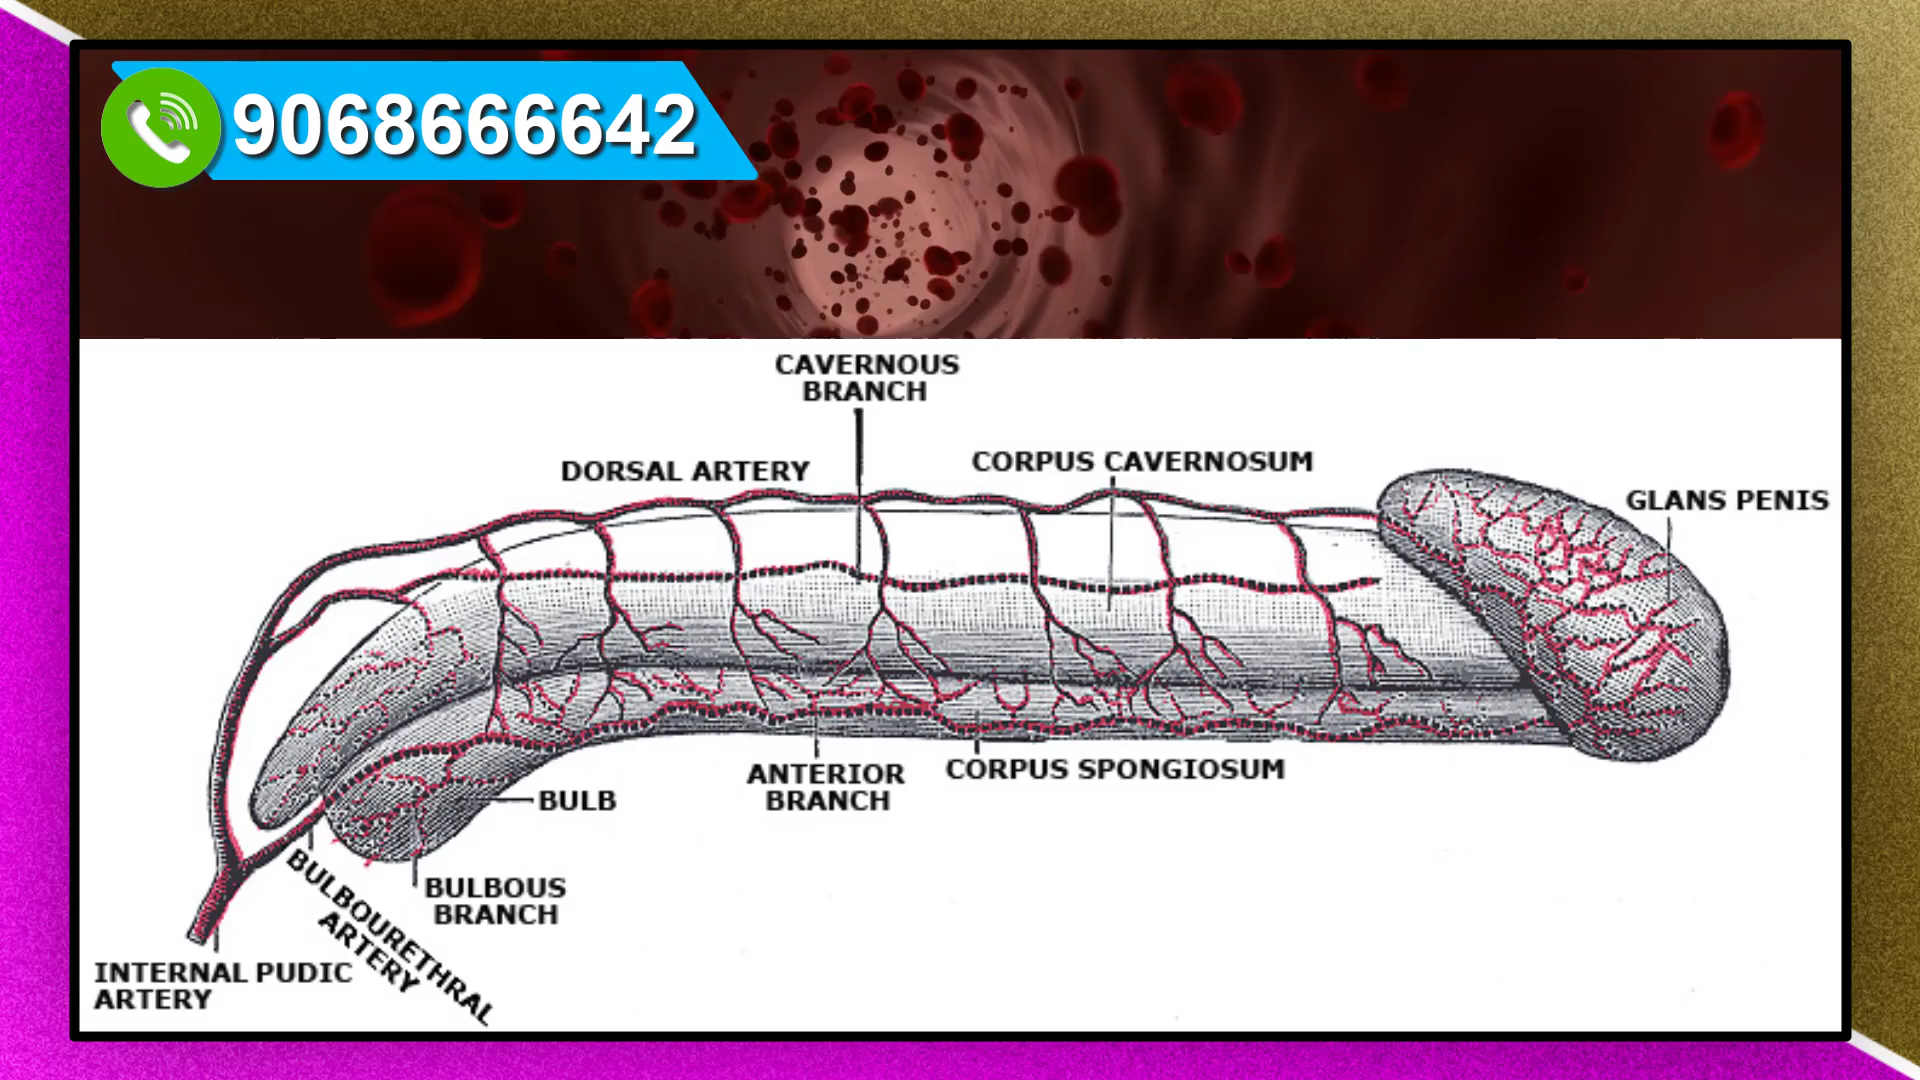 9068666642
CAVERNOUS
BRANCH
DORSAL ARTERY
CORPUS CAVERNOSUM
GLANS PENIS
ANTERIOR
BRANCH
CORPUS SPONGIOSUM
BULB
BULBOUS
BRANCH
BULBOURETHRAL
ARTERY
INTERNAL PUDIC
ARTERY